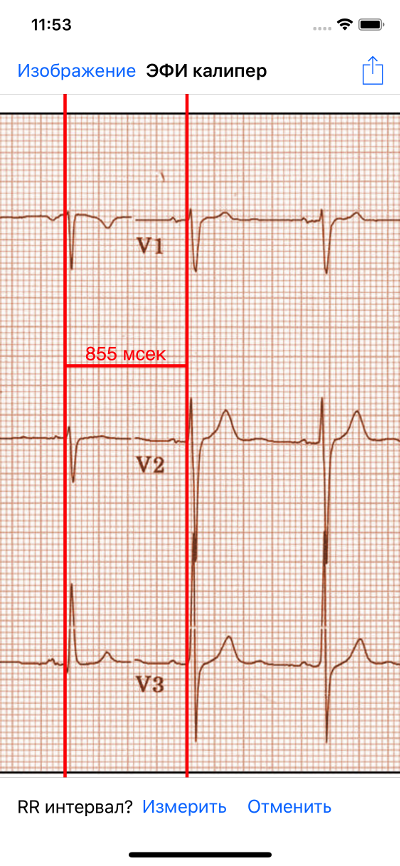 11:53
Изображение ЭФИ калипер
V1
855 мсек
V2
V3
RR интервал? Измерить Отменить